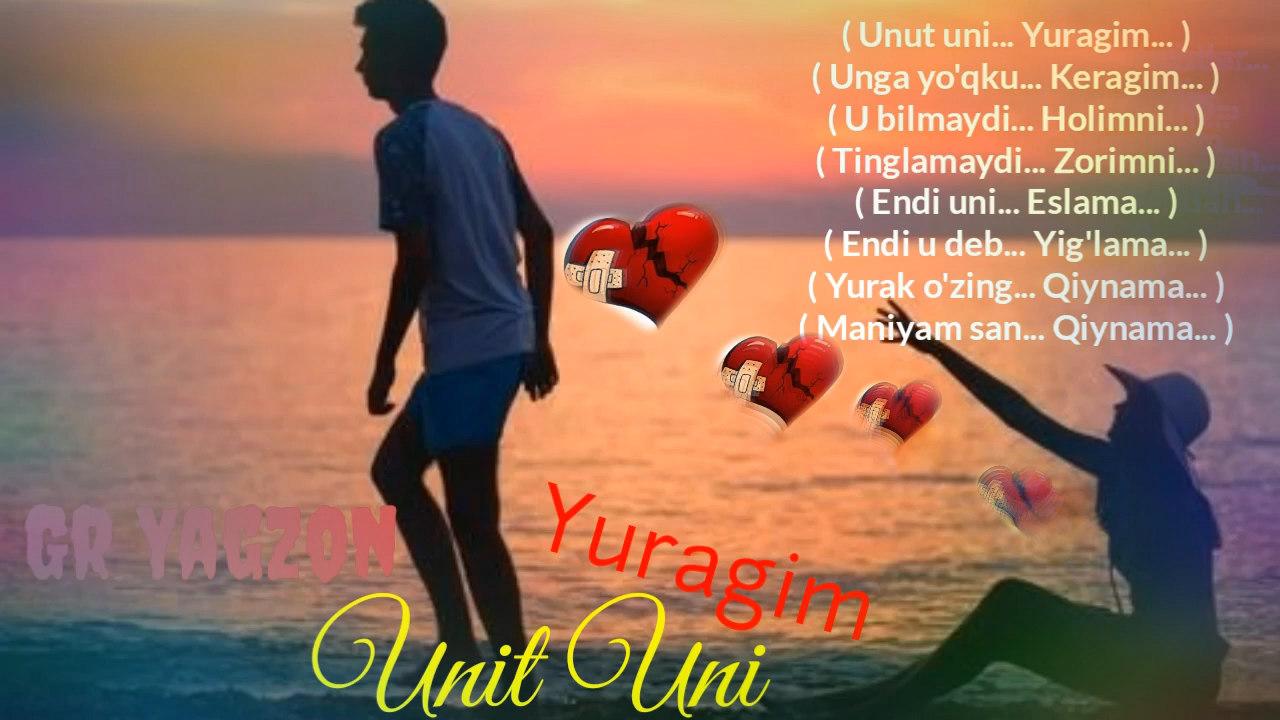 ( Unut uni... Yuragim... )
( Unga yo'qku... Keragim... )
( U bilmaydi... Holimni... )
( Tinglamaydi... Zorimni... )
( Endi uni... Eslama... )
( Endi u deb... Yig'lama... )
( Yurak o'zing... Qiynama... )
( Maniyam san... Qiynama... )
GR YAGZON
Yuragim
Unit Uni